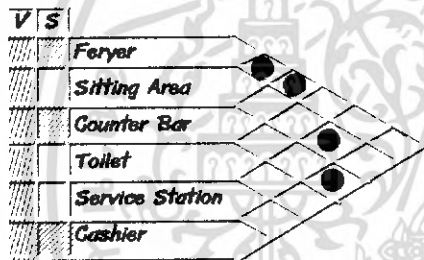 V S
Feryer
Sitting Area
Counter Bar
Toilet
Service Station
Cashier